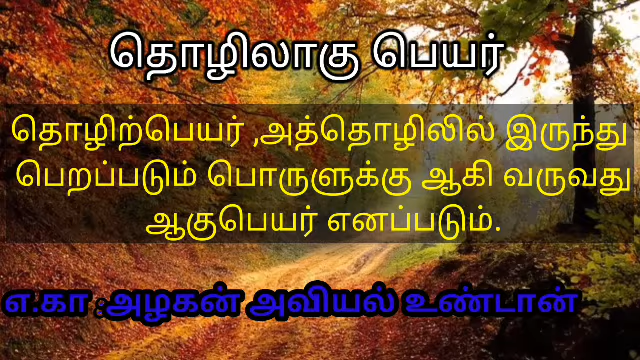 தொழிலாகு பெயர்
தொழிற்பெயர் ,அத்தொழிலில் இருந்து
பெறப்படும் பொருளுக்கு ஆகி வருவது
ஆகுபெயர் எனப்படும்.
எ.கா :அழகன் அவியல் உண்டான்